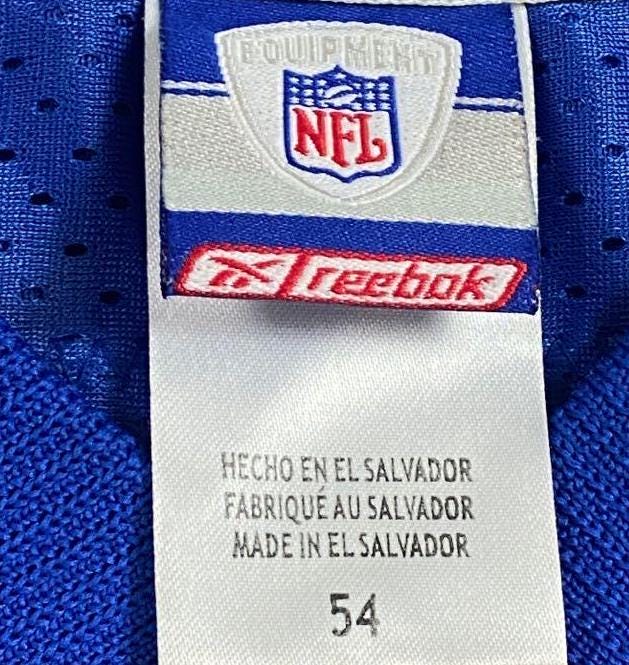 EQUIPMENT
NFL
reebok
HECHO EN EL SALVADOR
FABRIQUÉ AU SALVADOR
MADE IN EL SALVADOR
54